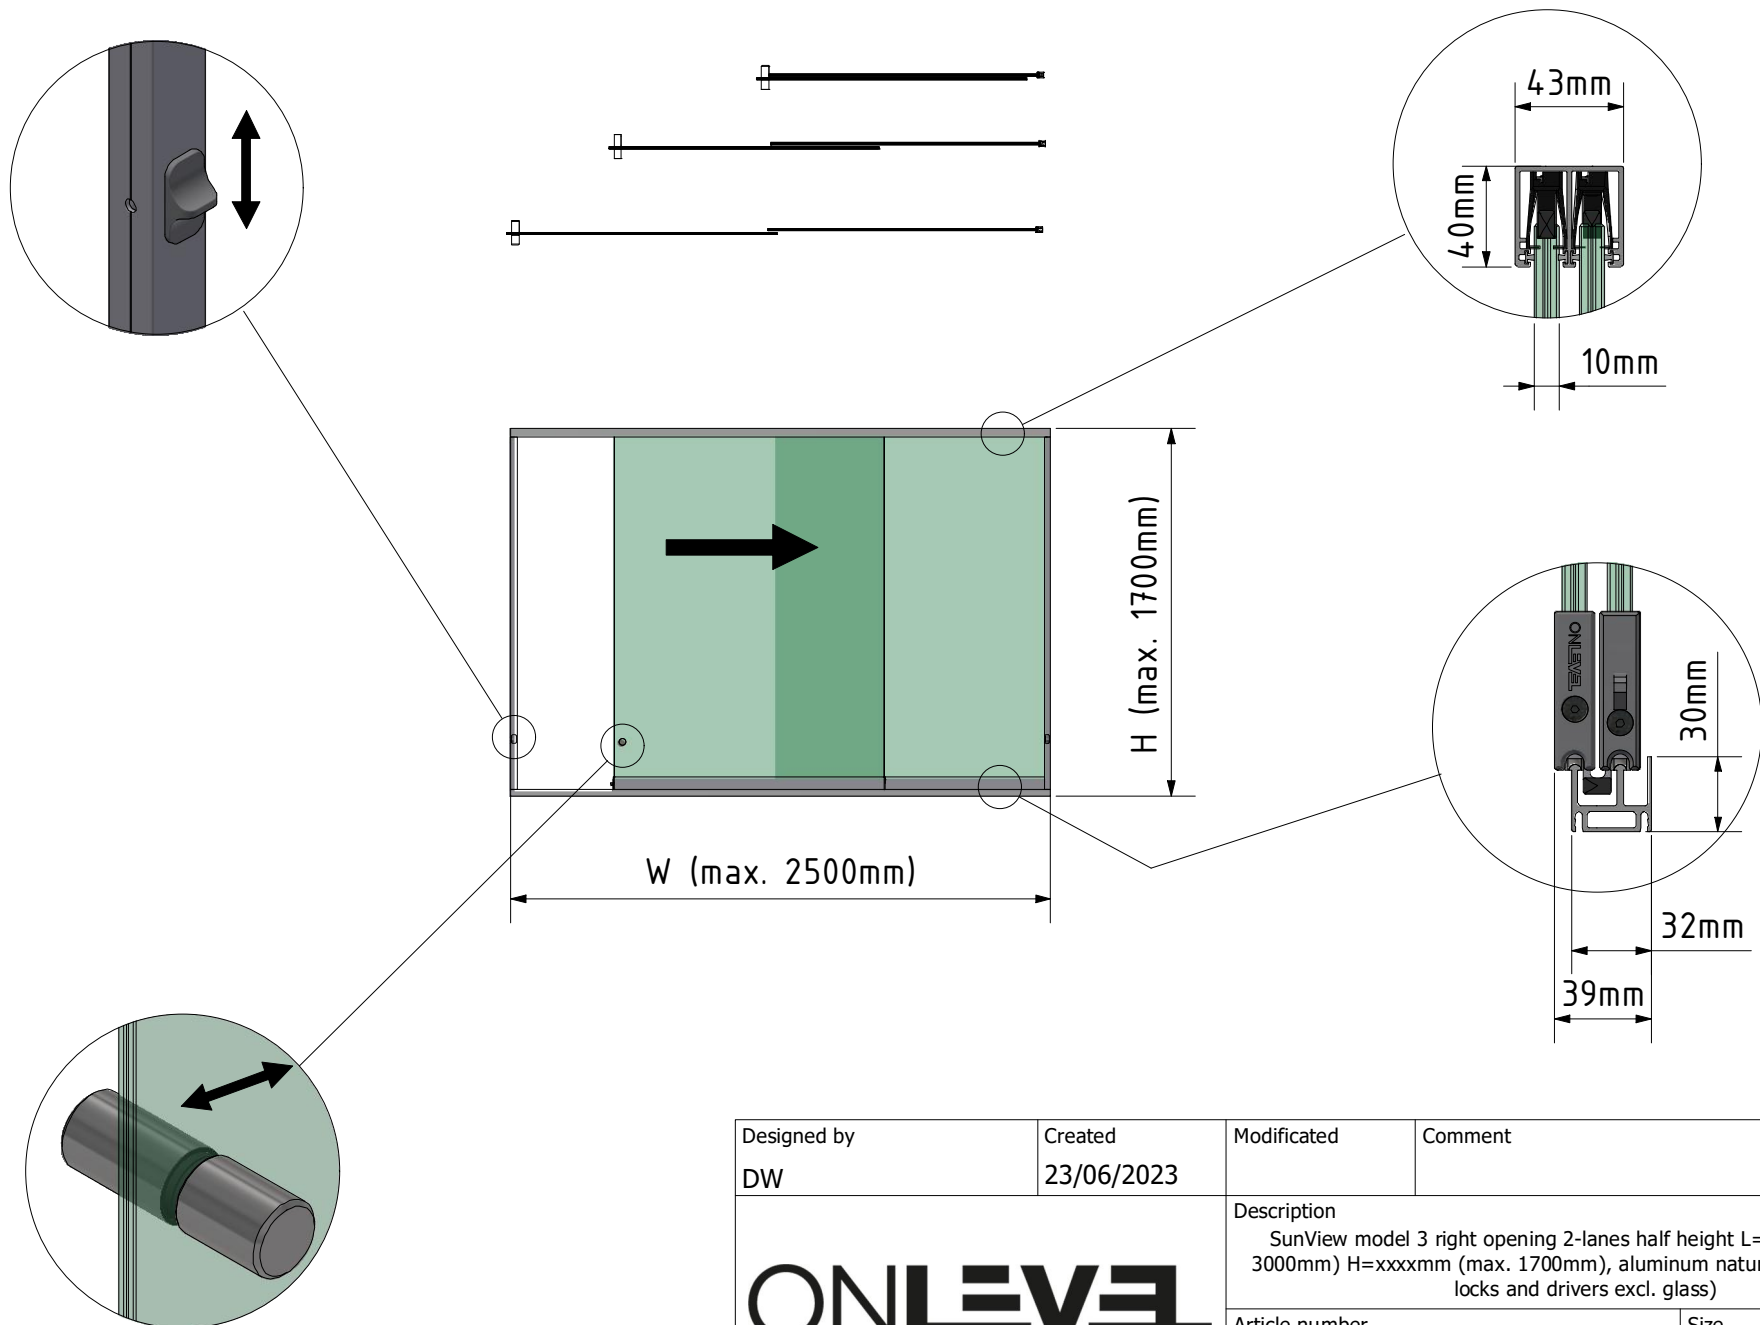 43mm
40mm
10mm
H (max. 1700mm)
W (max. 2500mm)
ONLEVEL
30mm
32mm
39mm
Designed by
DW
Created
23/06/2023
Modificated
Comment
Description
SunView model 3 right opening 2-lanes half height L=
3000mm) H=xxxxmm (max. 1700mm), aluminum natur
locks and drivers excl. glass)
ONLEVEL
Article number
Size